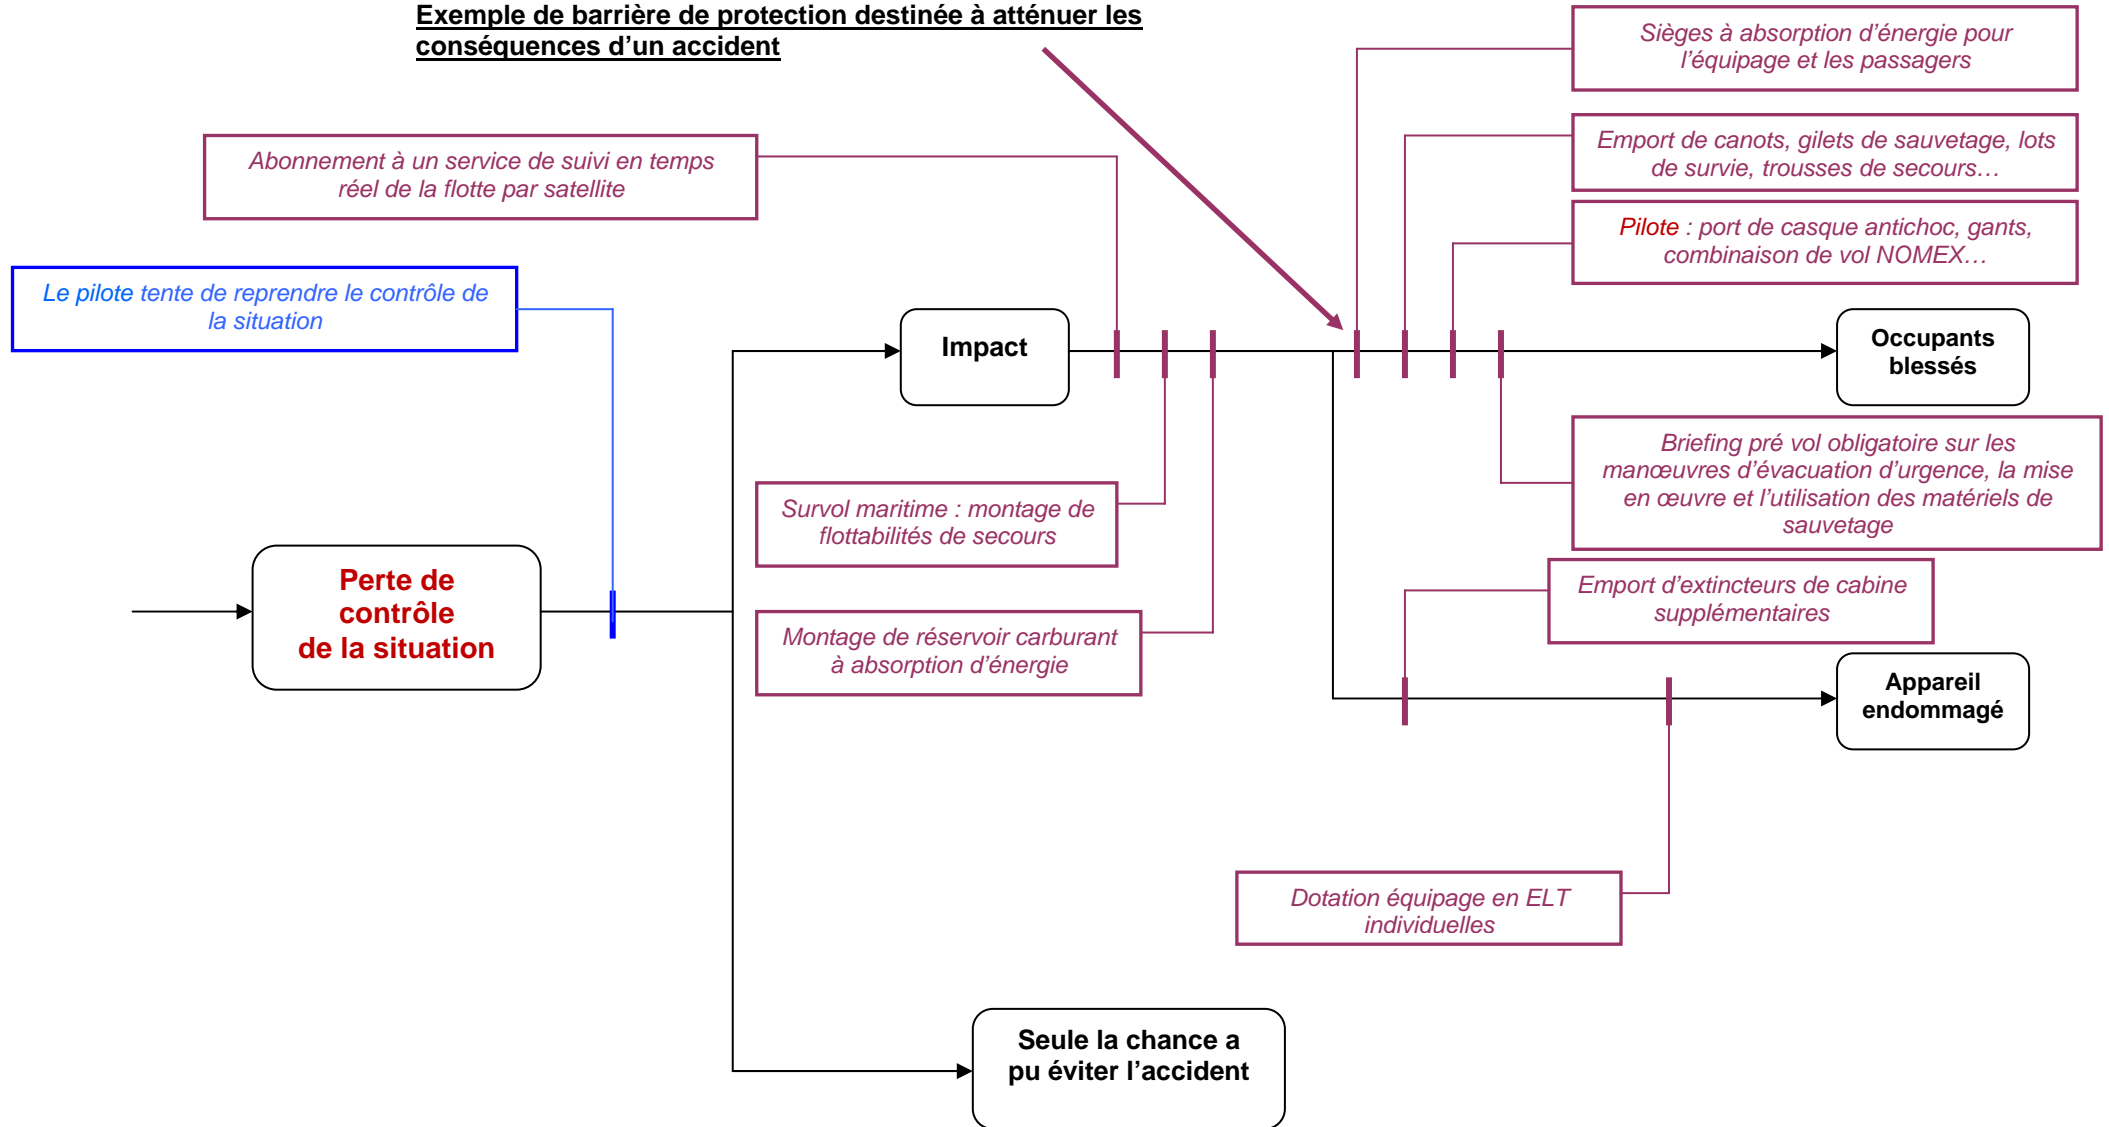 Exemple de barrière de protection destinée à atténuer les
conséquences d’un accident
Sièges à absorption d’énergie pour
l’équipage et les passagers
Emport de canots, gilets de sauvetage, lots
de survie, trousses de secours…
Abonnement à un service de suivi en temps
réel de la flotte par satellite
Pilote : port de casque antichoc, gants,
combinaison de vol NOMEX…
Le pilote tente de reprendre le contrôle de
la situation
Impact
Occupants
blessés
Briefing pré vol obligatoire sur les
manœuvres d’évacuation d’urgence, la mise
en œuvre et l’utilisation des matériels de
sauvetage
Survol maritime : montage de
flottabilités de secours
Perte de
contrôle
de la situation
Emport d’extincteurs de cabine
supplémentaires
Montage de réservoir carburant
à absorption d’énergie
Appareil
endommagé
Dotation équipage en ELT
individuelles
Seule la chance a
pu éviter l’accident